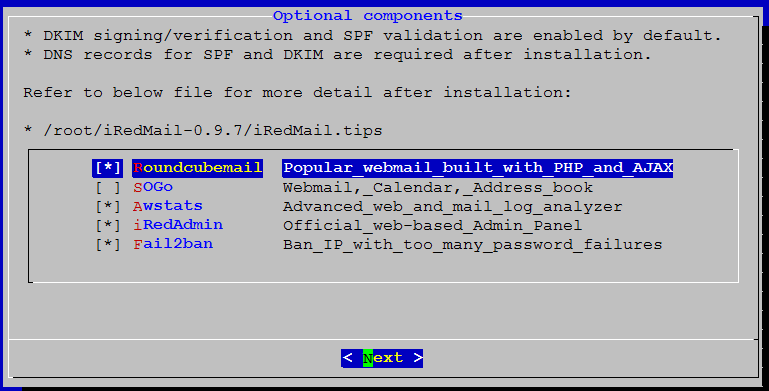 Optional components
* DKIM signing/verification and SPF validation are enabled by default.
* DNS records for SPF and DKIM are required after installation.
Refer to below file for more detail after installation:
* /root/iRedMail-0.9.7/iRedMail.tips
[*] Roundcubemail Popular_webmail_built_with_PHP_and_AJAX
[ ] SOGo Webmail,_Calendar,_Address_book
[*] Awstats Advanced_web_and_mail_log_analyzer
[*] iRedAdmin Official_web-based_Admin_Panel
[*] Fail2ban Ban_IP_with_too_many_password_failures
< Next >